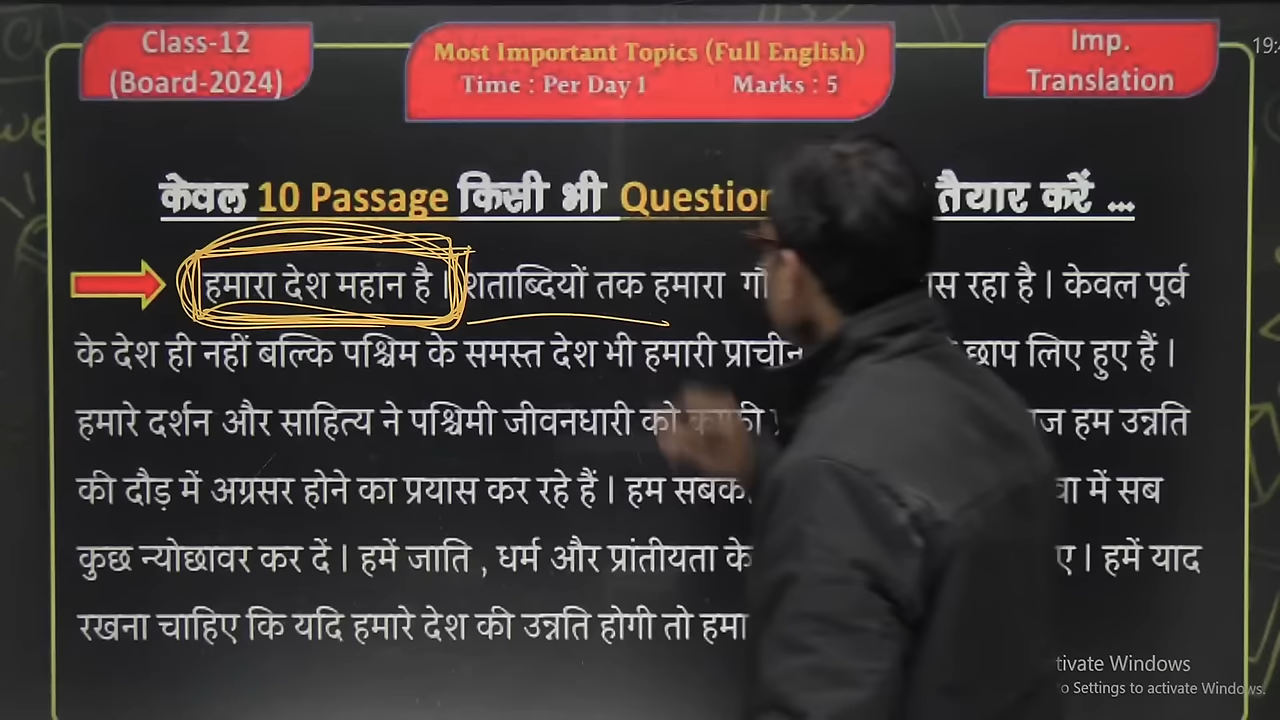 Class-12
(Board-2024)
Most Important Topics (Full English)
Time : Per Day 1 Marks : 5
Imp.
Translation
19:
केवल 10 Passage किसी भी Question तैयार करें ...
हमारा देश महान है । शताब्दियों तक हमारा रहा है । केवल पूर्व
के देश ही नहीं बल्कि पश्चिम के समस्त देश भी हमारी छाप लिए हुए हैं ।
हमारे दर्शन और साहित्य ने पश्चिमी जीवनधारी को हम उन्नति
की दौड़ में अग्रसर होने का प्रयास कर रहे हैं । हम में सब
कुछ न्योछावर कर दें । हमें जाति , धर्म और प्रांतीयता के । हमें याद
रखना चाहिए कि यदि हमारे देश की उन्नति होगी तो
tivate Windows
o Settings to activate Windows.